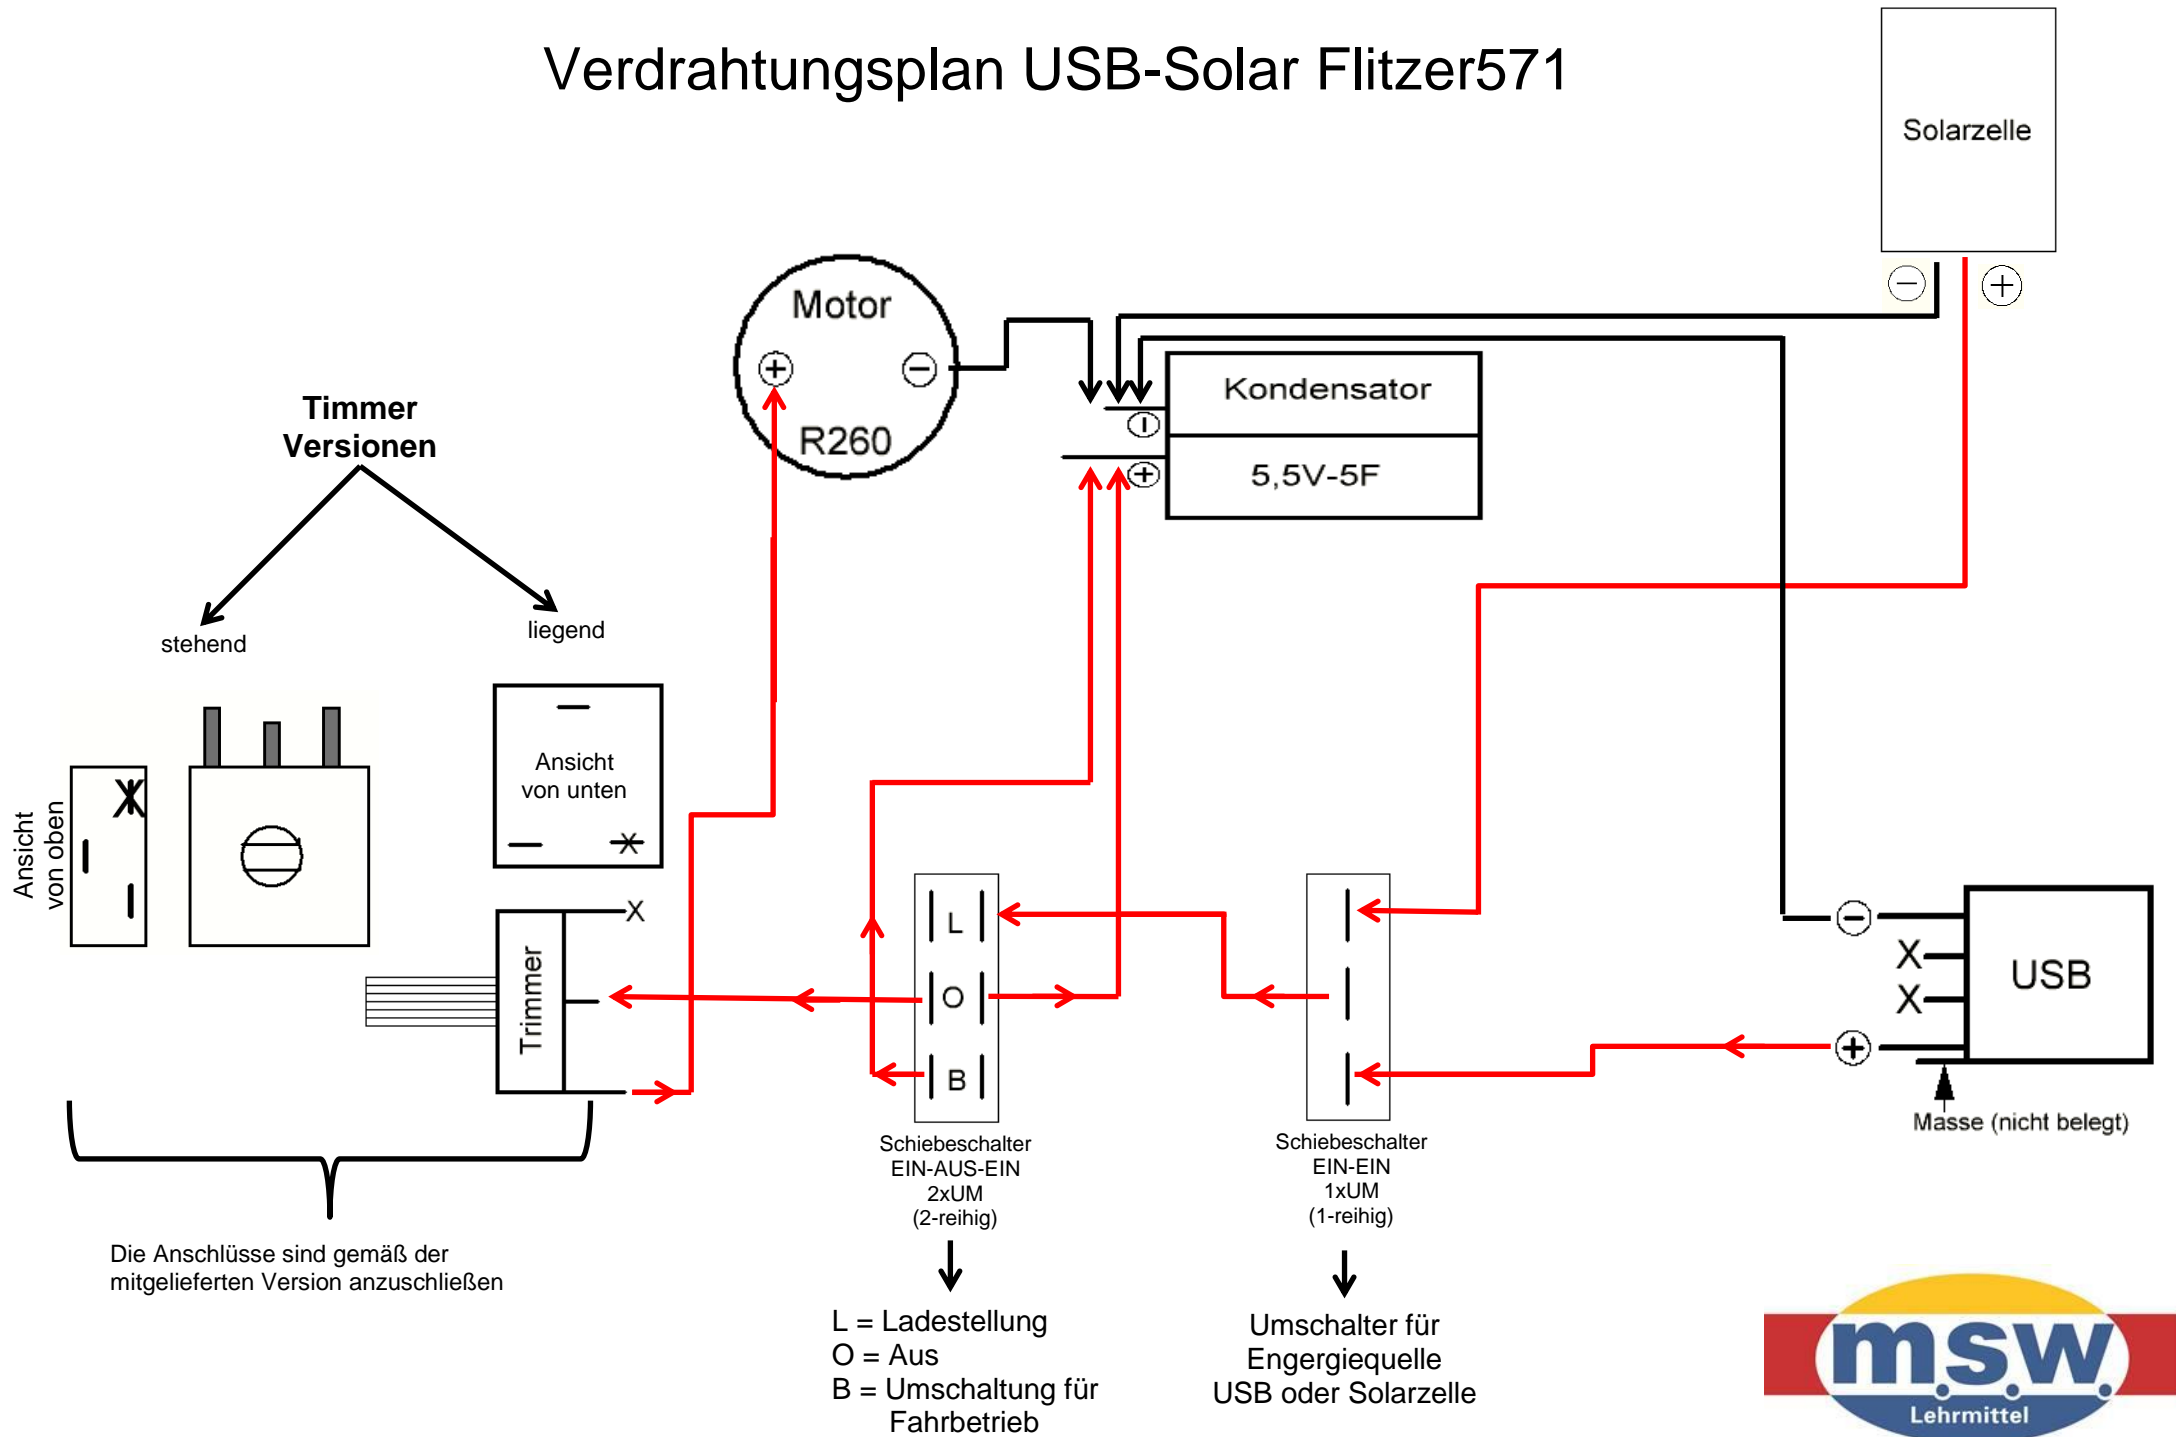 Verdrahtungsplan USB-Solar Flitzer571
Solarzelle
Motor
R260
Kondensator
5,5V-5F
Timmer
Versionen
stehend
liegend
Ansicht
von oben
Ansicht
von unten
X
X
X
Trimmer
L
O
B
X
X
USB
Masse (nicht belegt)
Schiebeschalter
EIN-AUS-EIN
2xUM
(2-reihig)
Schiebeschalter
EIN-EIN
1xUM
(1-reihig)
Die Anschlüsse sind gemäß der
mitgelieferten Version anzuschließen
L = Ladestellung
O = Aus
B = Umschaltung für
Fahrbetrieb
Umschalter für
Engergiequelle
USB oder Solarzelle
m.s.w.
Lehrmittel